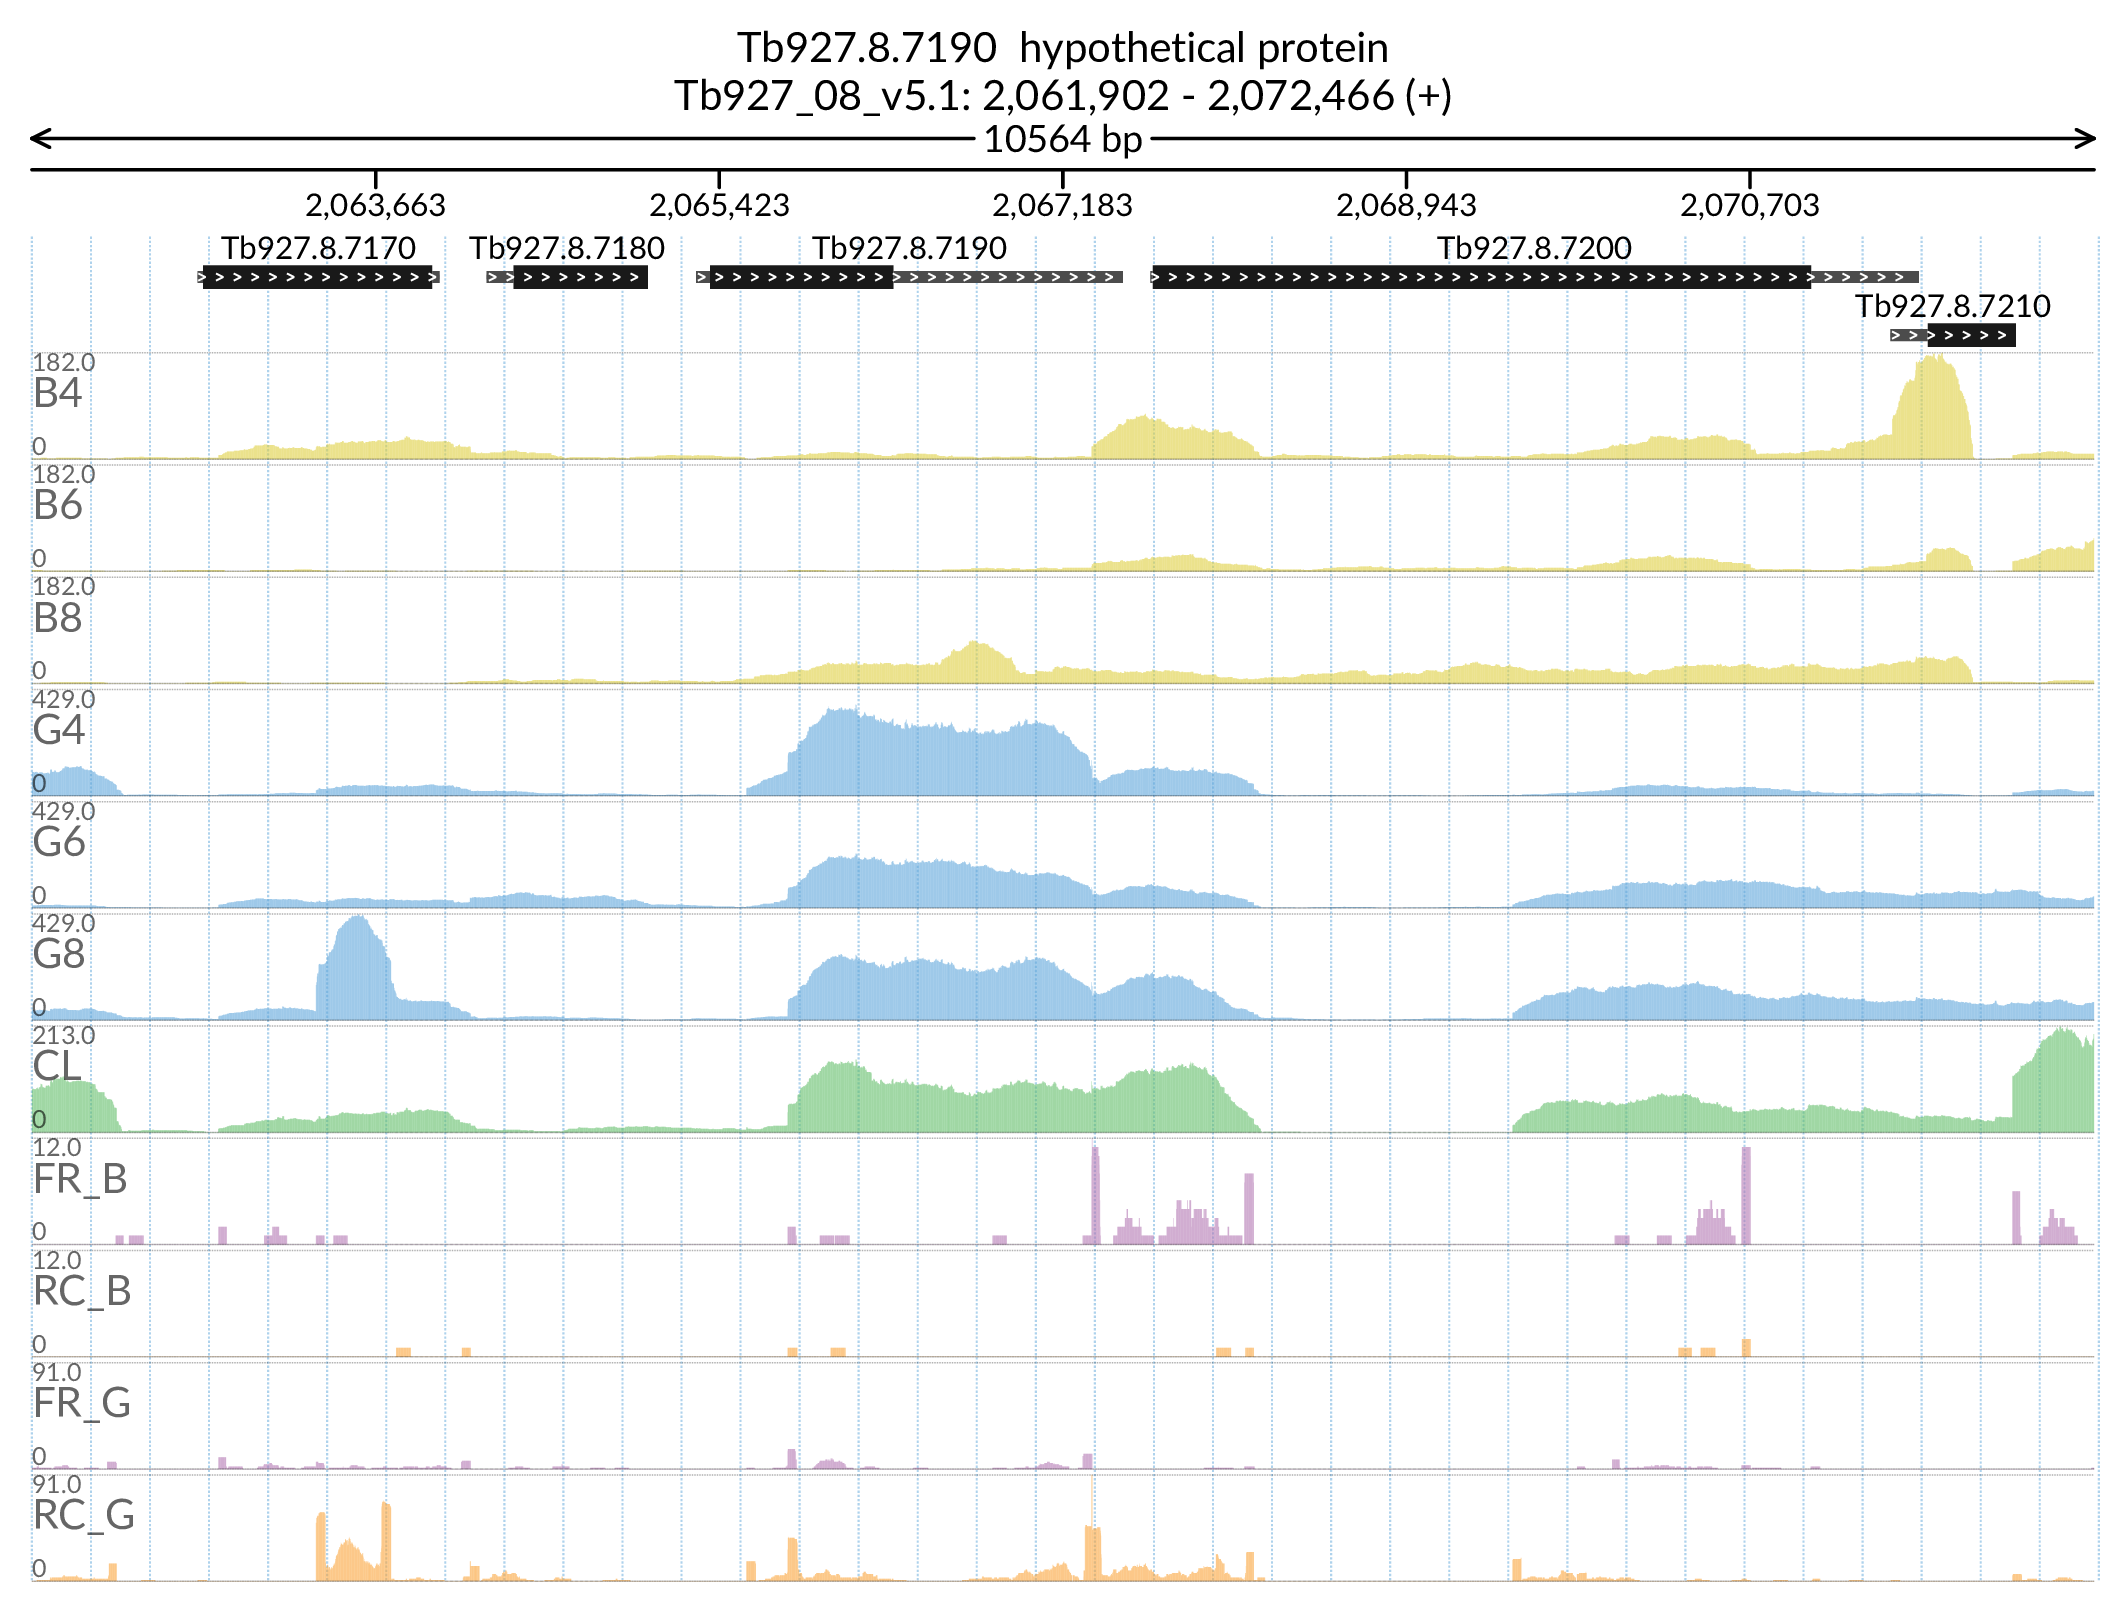 Tb927.8.7190  hypothetical protein
Tb927_08_v5.1: 2,061,902 - 2,072,466 (+)
10564 bp
2,063,663 2,065,423 2,067,183 2,068,943 2,070,703
Tb927.8.7170 Tb927.8.7180 Tb927.8.7190 Tb927.8.7200
Tb927.8.7210
182.0
B4
0
182.0
B6
0
182.0
B8
0
429.0
G4
0
429.0
G6
0
429.0
G8
0
213.0
CL
0
12.0
FR_B
0
12.0
RC_B
0
91.0
FR_G
0
91.0
RC_G
0